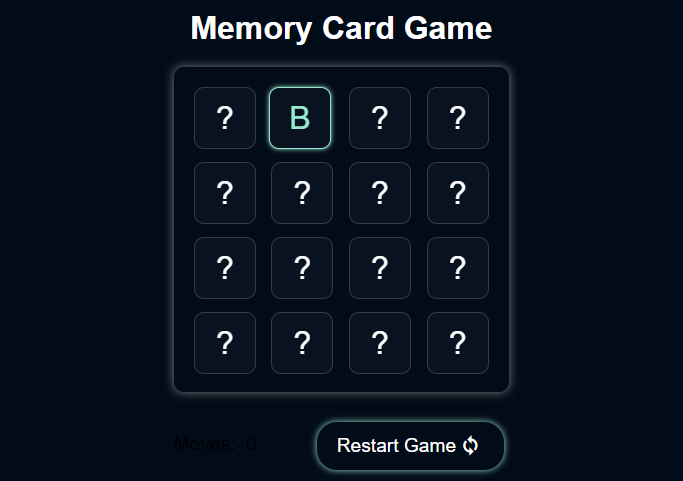 Memory Card Game
? B ? ?
? ? ? ?
? ? ? ?
? ? ? ?
Moves: 0 Restart Game